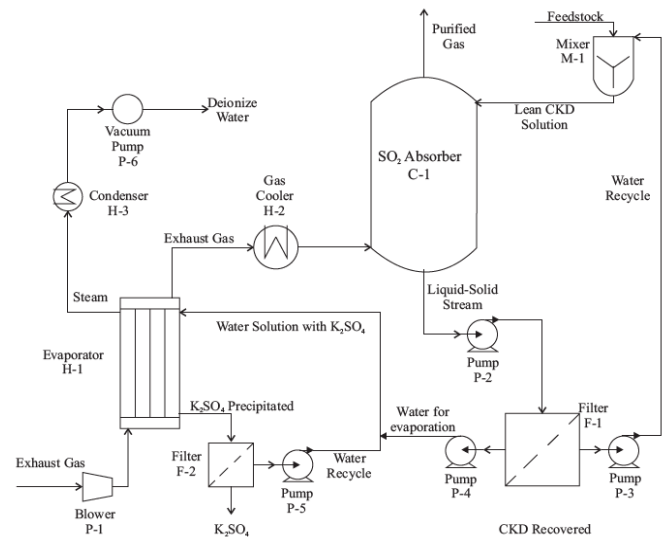 Purified
Gas
Feedstock
Mixer
M-1
Lean CKD
Solution
Deionize
Water
Vacuum
Pump
P-6
SO₂ Absorber
C-1
Gas
Cooler
H-2
Condenser
H-3
Water
Recycle
Exhaust Gas
Liquid-Solid
Stream
Steam
Water Solution with K₂SO₄
Evaporator
H-1
Pump
P-2
K₂SO₄ Precipitated
Water for
evaporation
Filter
F-1
Filter
F-2
Water
Recycle
Exhaust Gas
Pump
P-5
Pump
P-4
Pump
P-3
Blower
P-1
K₂SO₄
CKD Recovered